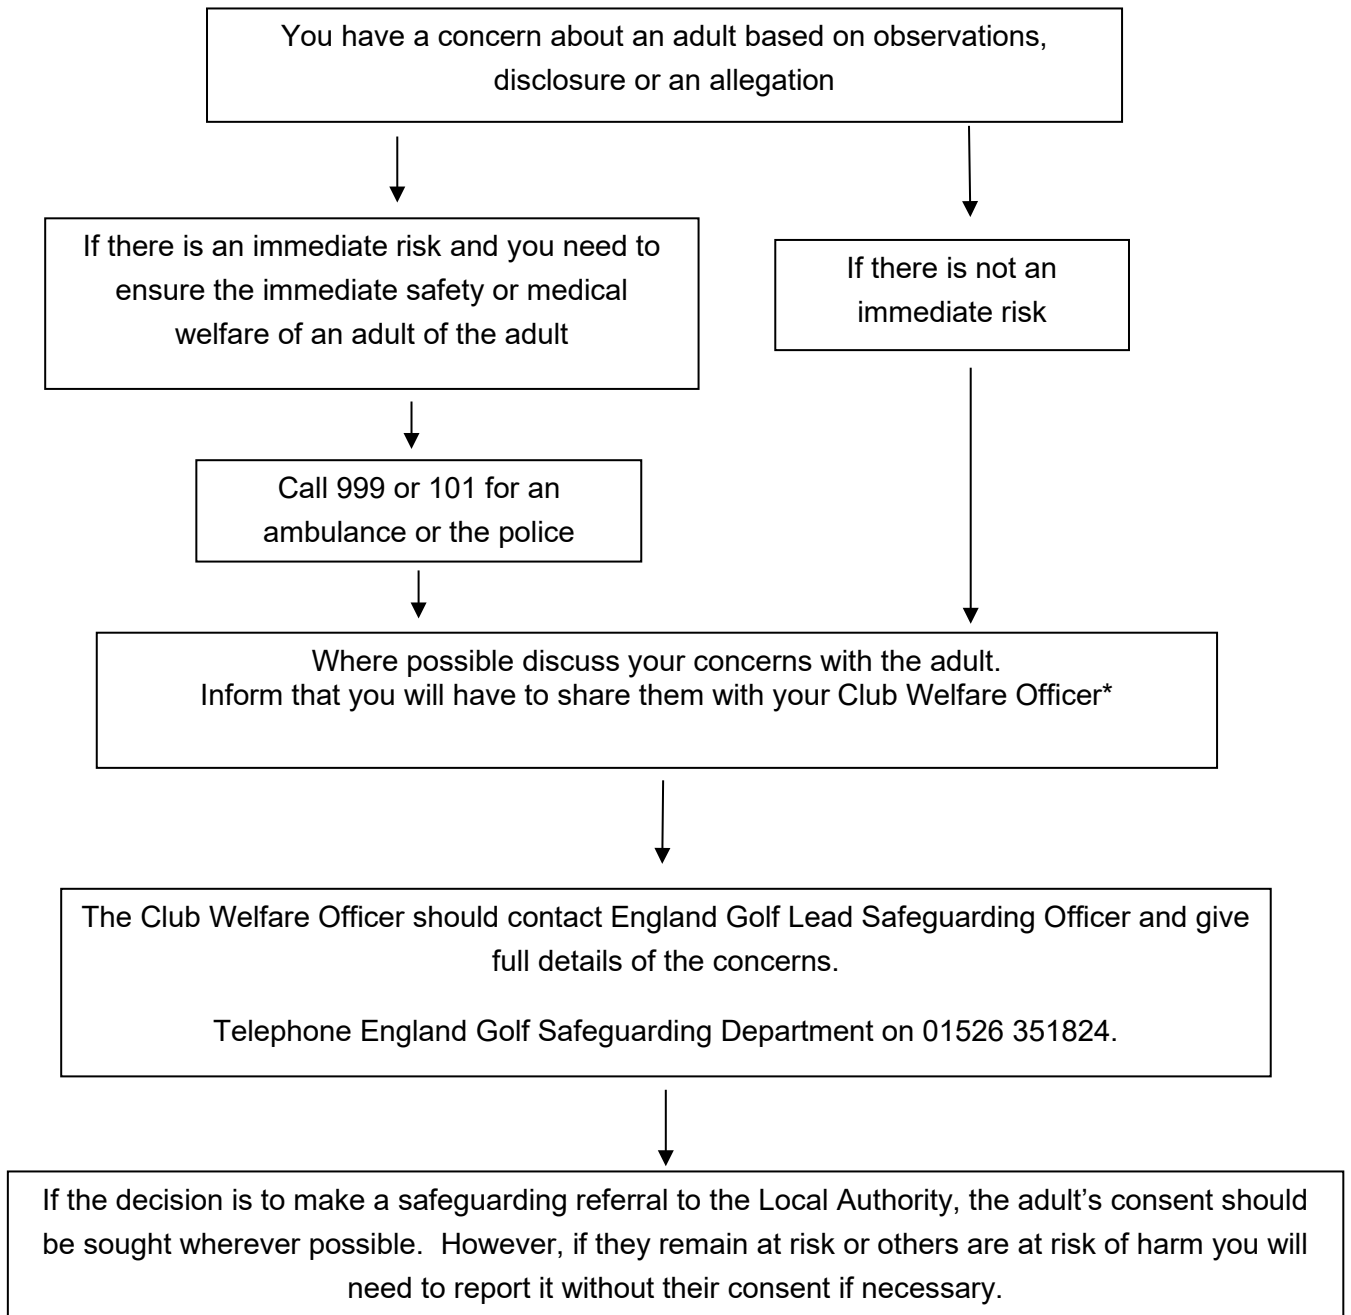 You have a concern about an adult based on observations,
disclosure or an allegation
If there is an immediate risk and you need to
ensure the immediate safety or medical
welfare of an adult of the adult
If there is not an
immediate risk
Call 999 or 101 for an
ambulance or the police
Where possible discuss your concerns with the adult.
Inform that you will have to share them with your Club Welfare Officer*
The Club Welfare Officer should contact England Golf Lead Safeguarding Officer and give
full details of the concerns.
Telephone England Golf Safeguarding Department on 01526 351824.
If the decision is to make a safeguarding referral to the Local Authority, the adult’s consent should
be sought wherever possible.  However, if they remain at risk or others are at risk of harm you will
need to report it without their consent if necessary.